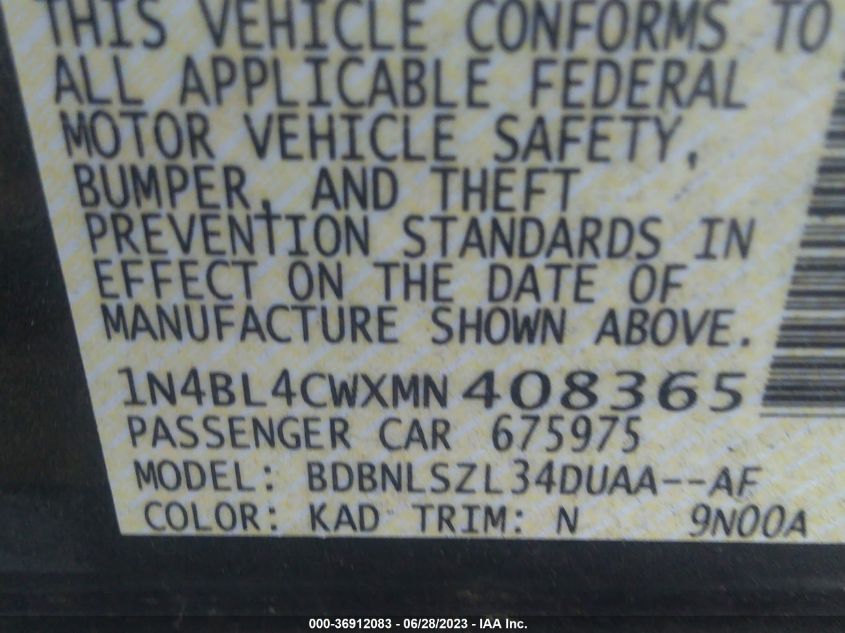 THIS VEHICLE CONFORMS TO
ALL APPLICABLE FEDERAL
MOTOR VEHICLE SAFETY,
BUMPER, AND THEFT
PREVENTION STANDARDS IN
EFFECT ON THE DATE OF
MANUFACTURE SHOWN ABOVE.
1N4BL4CWXMN408365
PASSENGER CAR 675975
MODEL: BDBNLSZL34DUAA--AF
COLOR: KAD TRIM: N 9N00A
000-36912083 - 06/28/2023 - IAA Inc.